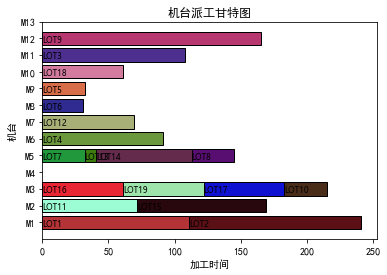 机台派工甘特图
M13
M12 LOT9
M11 LOT3
M10 LOT18
M9 LOT5
M8 LOT6
M7 LOT12
M6 LOT4
M5 LOT7 LOT14 LOT8
M4
M3 LOT16 LOT19 LOT17 LOT10
M2 LOT11
M1 LOT1 LOT2
机台
0 50 100 150 200 250
加工时间